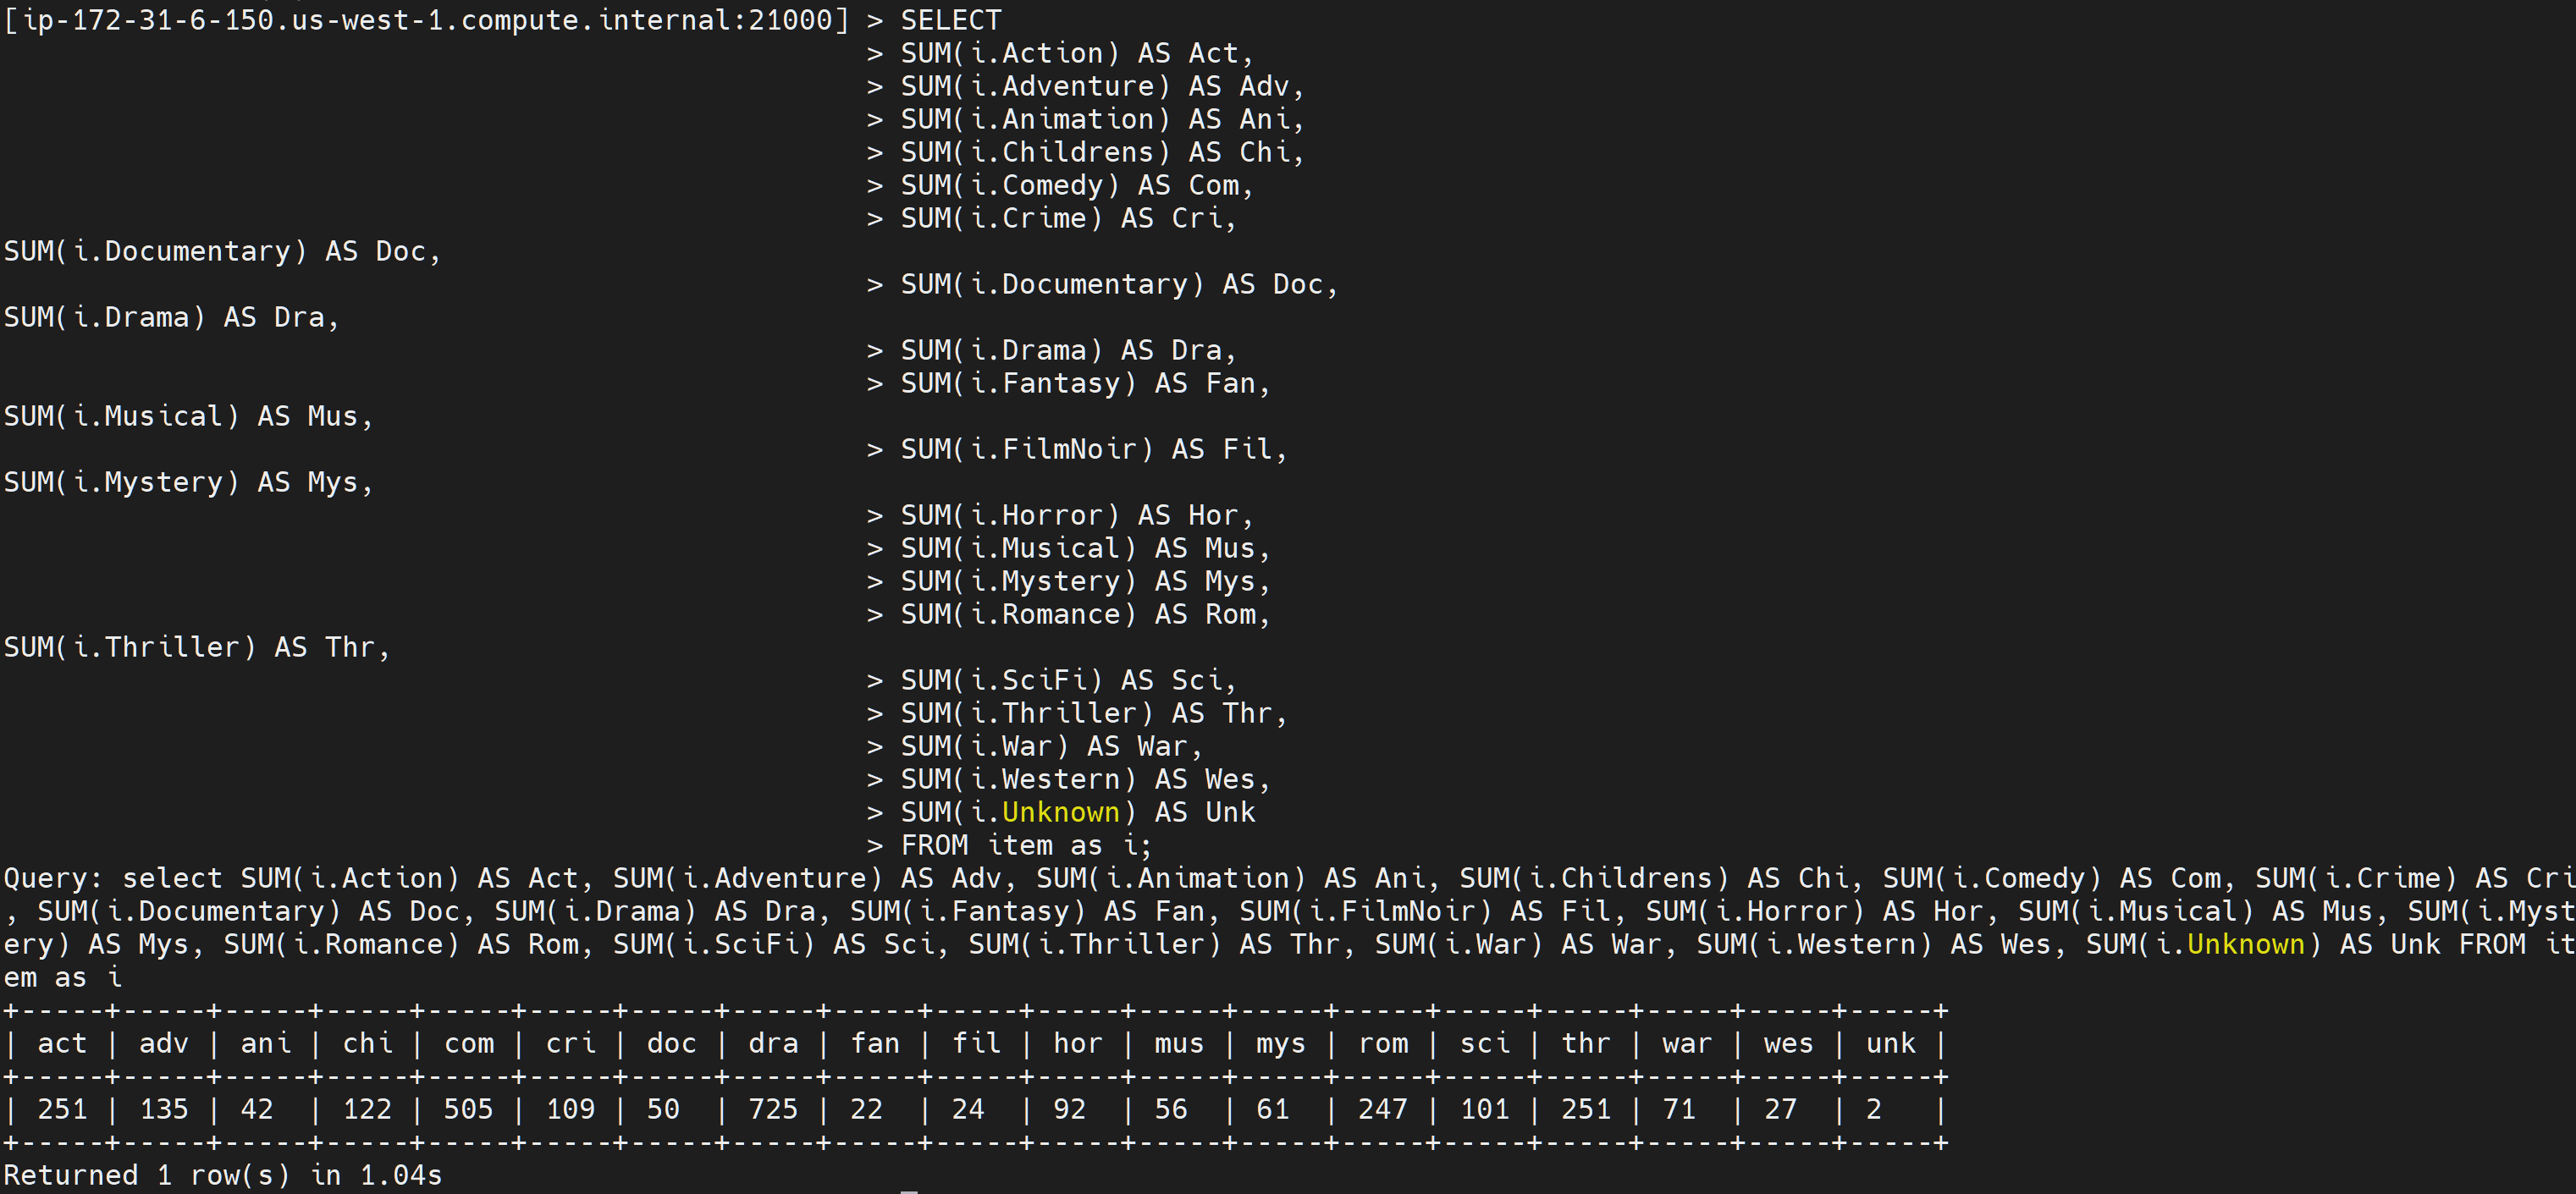 [ip-172-31-6-150.us-west-1.compute.internal:21000] > SELECT
> SUM(i.Action) AS Act,
> SUM(i.Adventure) AS Adv,
> SUM(i.Animation) AS Ani,
> SUM(i.Childrens) AS Chi,
> SUM(i.Comedy) AS Com,
> SUM(i.Crime) AS Cri,
SUM(i.Documentary) AS Doc,
> SUM(i.Documentary) AS Doc,
SUM(i.Drama) AS Dra,
> SUM(i.Drama) AS Dra,
> SUM(i.Fantasy) AS Fan,
SUM(i.Musical) AS Mus,
> SUM(i.FilmNoir) AS Fil,
SUM(i.Mystery) AS Mys,
> SUM(i.Horror) AS Hor,
> SUM(i.Musical) AS Mus,
> SUM(i.Mystery) AS Mys,
> SUM(i.Romance) AS Rom,
SUM(i.Thriller) AS Thr,
> SUM(i.SciFi) AS Sci,
> SUM(i.Thriller) AS Thr,
> SUM(i.War) AS War,
> SUM(i.Western) AS Wes,
> SUM(i.Unknown) AS Unk
> FROM item as i;
Query: select SUM(i.Action) AS Act, SUM(i.Adventure) AS Adv, SUM(i.Animation) AS Ani, SUM(i.Childrens) AS Chi, SUM(i.Comedy) AS Com, SUM(i.Crime) AS Cri
, SUM(i.Documentary) AS Doc, SUM(i.Drama) AS Dra, SUM(i.Fantasy) AS Fan, SUM(i.FilmNoir) AS Fil, SUM(i.Horror) AS Hor, SUM(i.Musical) AS Mus, SUM(i.Myst
ery) AS Mys, SUM(i.Romance) AS Rom, SUM(i.SciFi) AS Sci, SUM(i.Thriller) AS Thr, SUM(i.War) AS War, SUM(i.Western) AS Wes, SUM(i.Unknown) AS Unk FROM it
em as i
+-----+-----+-----+-----+-----+-----+-----+-----+-----+-----+-----+-----+-----+-----+-----+-----+-----+-----+-----+
| act | adv | ani | chi | com | cri | doc | dra | fan | fil | hor | mus | mys | rom | sci | thr | war | wes | unk |
+-----+-----+-----+-----+-----+-----+-----+-----+-----+-----+-----+-----+-----+-----+-----+-----+-----+-----+-----+
| 251 | 135 | 42  | 122 | 505 | 109 | 50  | 725 | 22  | 24  | 92  | 56  | 61  | 247 | 101 | 251 | 71  | 27  | 2   |
+-----+-----+-----+-----+-----+-----+-----+-----+-----+-----+-----+-----+-----+-----+-----+-----+-----+-----+-----+
Returned 1 row(s) in 1.04s